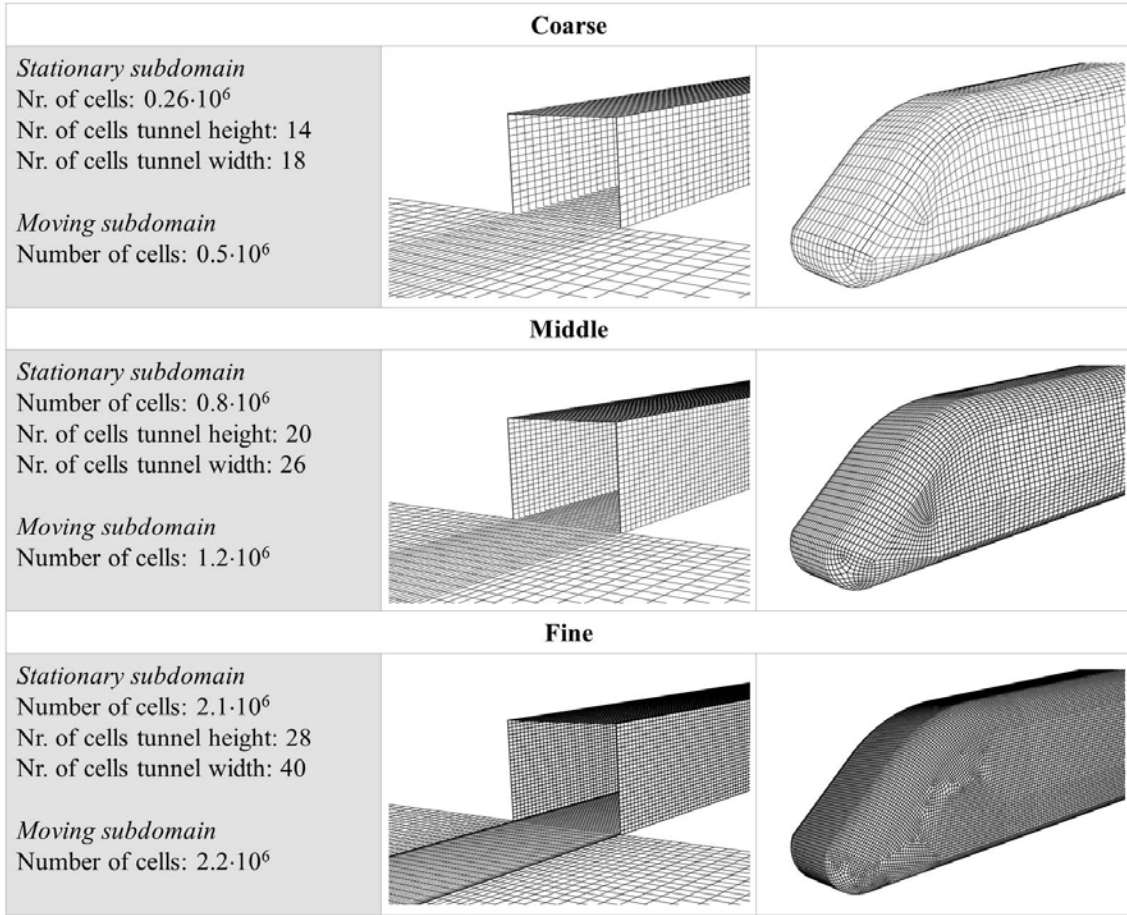 Coarse
Stationary subdomain
Nr. of cells: 0.26·10⁶
Nr. of cells tunnel height: 14
Nr. of cells tunnel width: 18
Moving subdomain
Number of cells: 0.5·10⁶
Middle
Stationary subdomain
Number of cells: 0.8·10⁶
Nr. of cells tunnel height: 20
Nr. of cells tunnel width: 26
Moving subdomain
Number of cells: 1.2·10⁶
Fine
Stationary subdomain
Number of cells: 2.1·10⁶
Nr. of cells tunnel height: 28
Nr. of cells tunnel width: 40
Moving subdomain
Number of cells: 2.2·10⁶